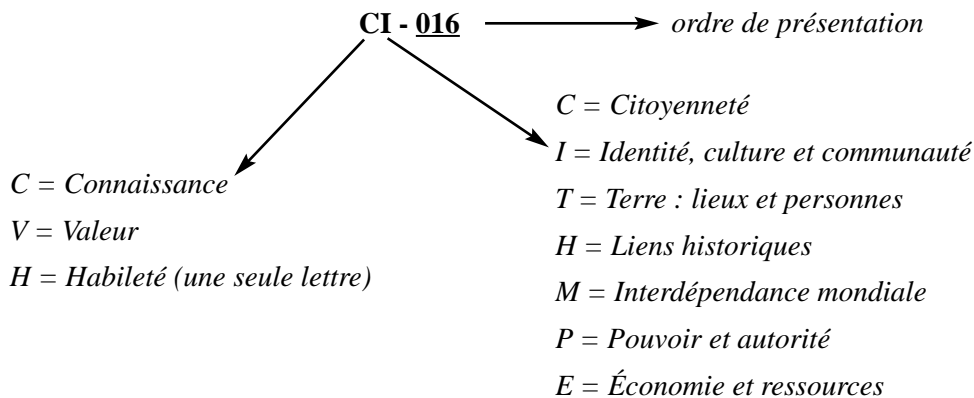 CI - 016
ordre de présentation
C = Connaissance
V = Valeur
H = Habileté (une seule lettre)
C = Citoyenneté
I = Identité, culture et communauté
T = Terre : lieux et personnes
H = Liens historiques
M = Interdépendance mondiale
P = Pouvoir et autorité
E = Économie et ressources